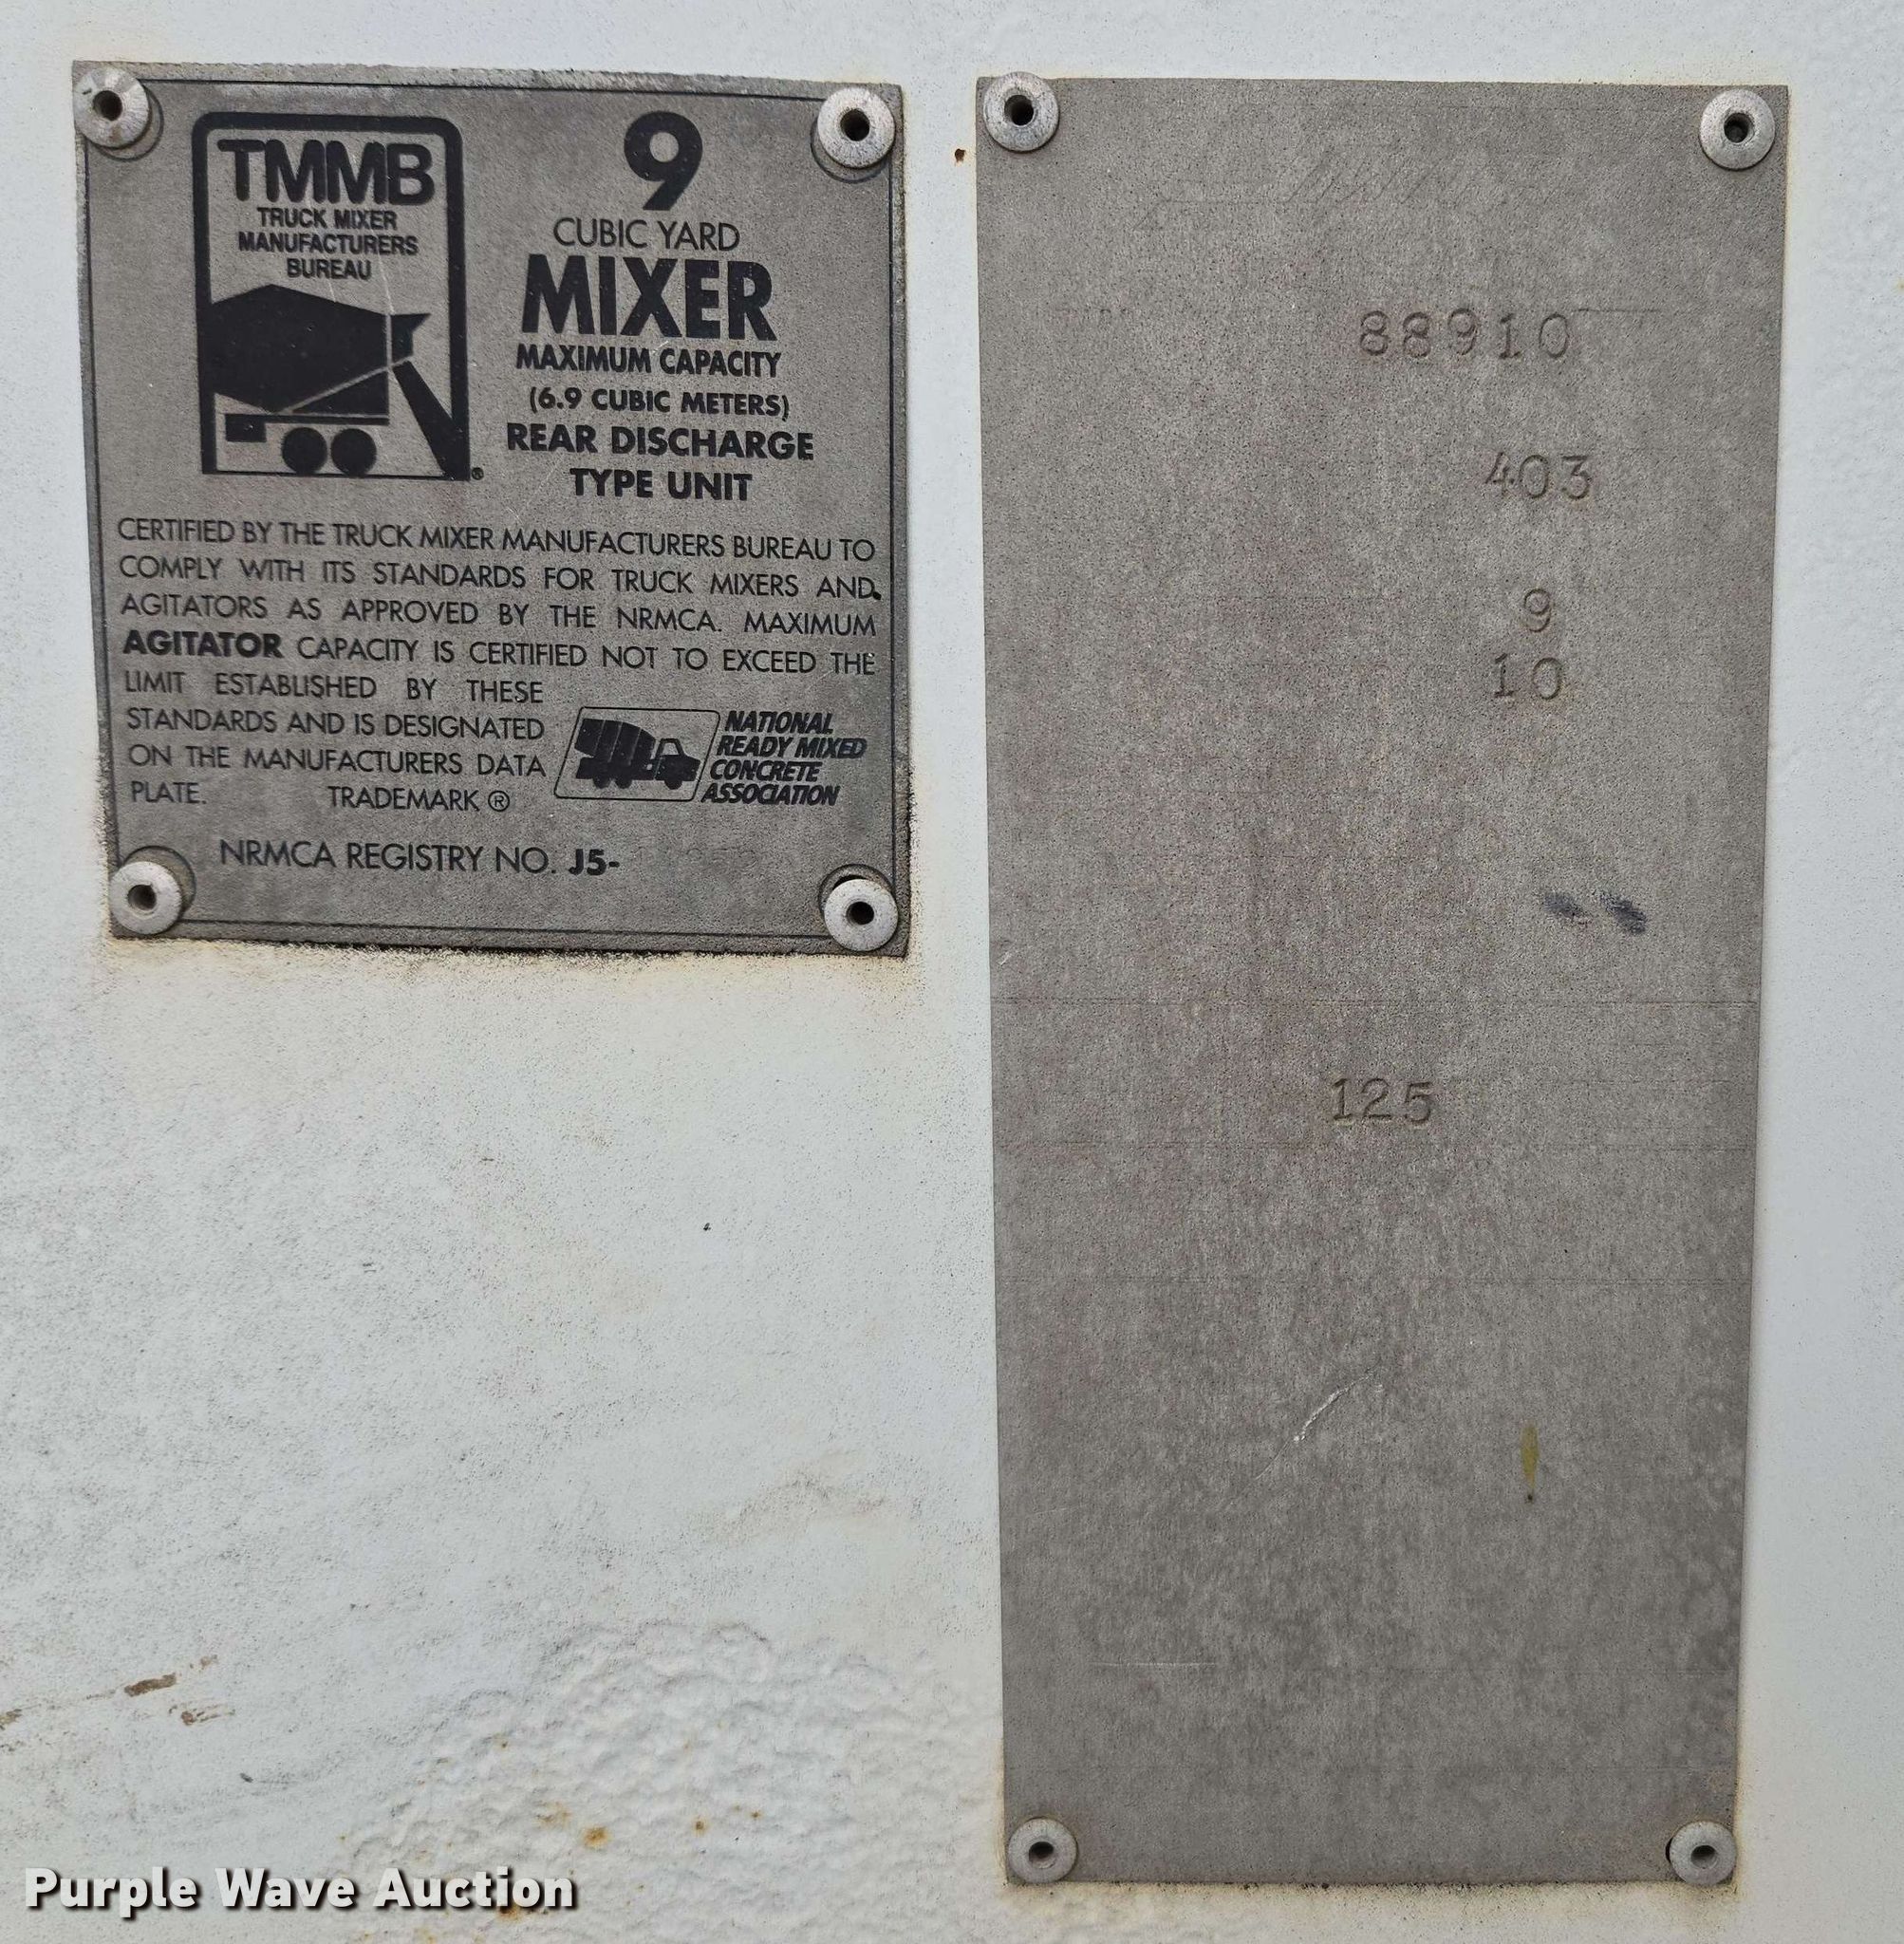 TMMB
TRUCK MIXER
MANUFACTURERS
BUREAU
9
CUBIC YARD
MIXER
MAXIMUM CAPACITY
(6.9 CUBIC METERS)
REAR DISCHARGE
TYPE UNIT
CERTIFIED BY THE TRUCK MIXER MANUFACTURERS BUREAU TO
COMPLY WITH ITS STANDARDS FOR TRUCK MIXERS AND
AGITATORS AS APPROVED BY THE NRMCA. MAXIMUM
AGITATOR CAPACITY IS CERTIFIED NOT TO EXCEED THE
LIMIT ESTABLISHED BY THESE
STANDARDS AND IS DESIGNATED
ON THE MANUFACTURERS DATA
PLATE. TRADEMARK ®
NATIONAL
READY MIXED
CONCRETE
ASSOCIATION
NRMCA REGISTRY NO. J5-
88910
403
9
10
125
Purple Wave Auction